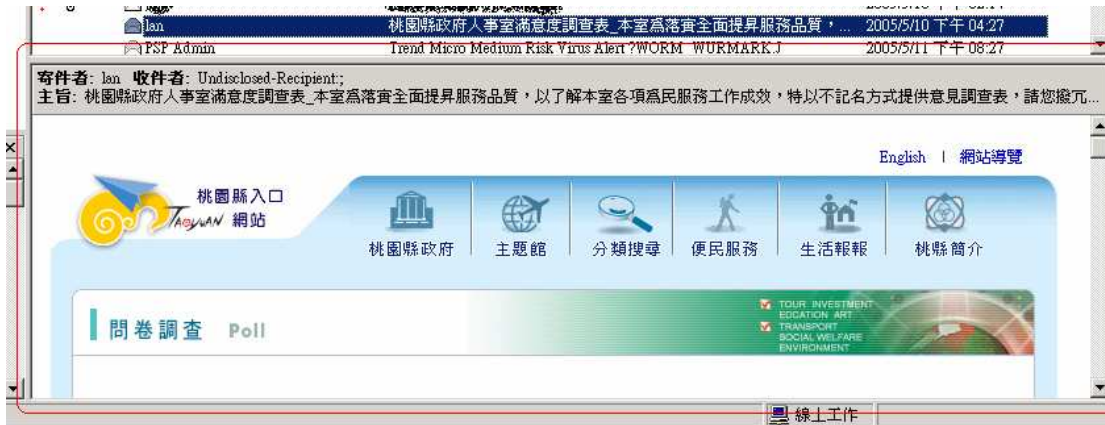 lan 桃園縣政府人事室滿意度調查表_本室為落實全面提昇服務品質，... 2005/5/10 下午 04:27
PSP Admin Trend Micro Medium Risk Virus Alert ?WORM_WURMARK.J 2005/5/11 下午 08:27
寄件者: lan 收件者: Undisclosed-Recipient:;
主旨: 桃園縣政府人事室滿意度調查表_本室為落實全面提昇服務品質，以了解本室各項為民服務工作成效，特以不記名方式提供意見調查表，請您撥冗...
English | 網站導覽
桃園縣入口
TAOYUAN 網站
桃園縣政府 主題館 分類搜尋 便民服務 生活報報 桃縣簡介
問卷調查 Poll
TOUR INVESTMENT
EDCATION ART
TRANSPORT
SOCIAL WELFARE
ENVIRONMENT
線上工作